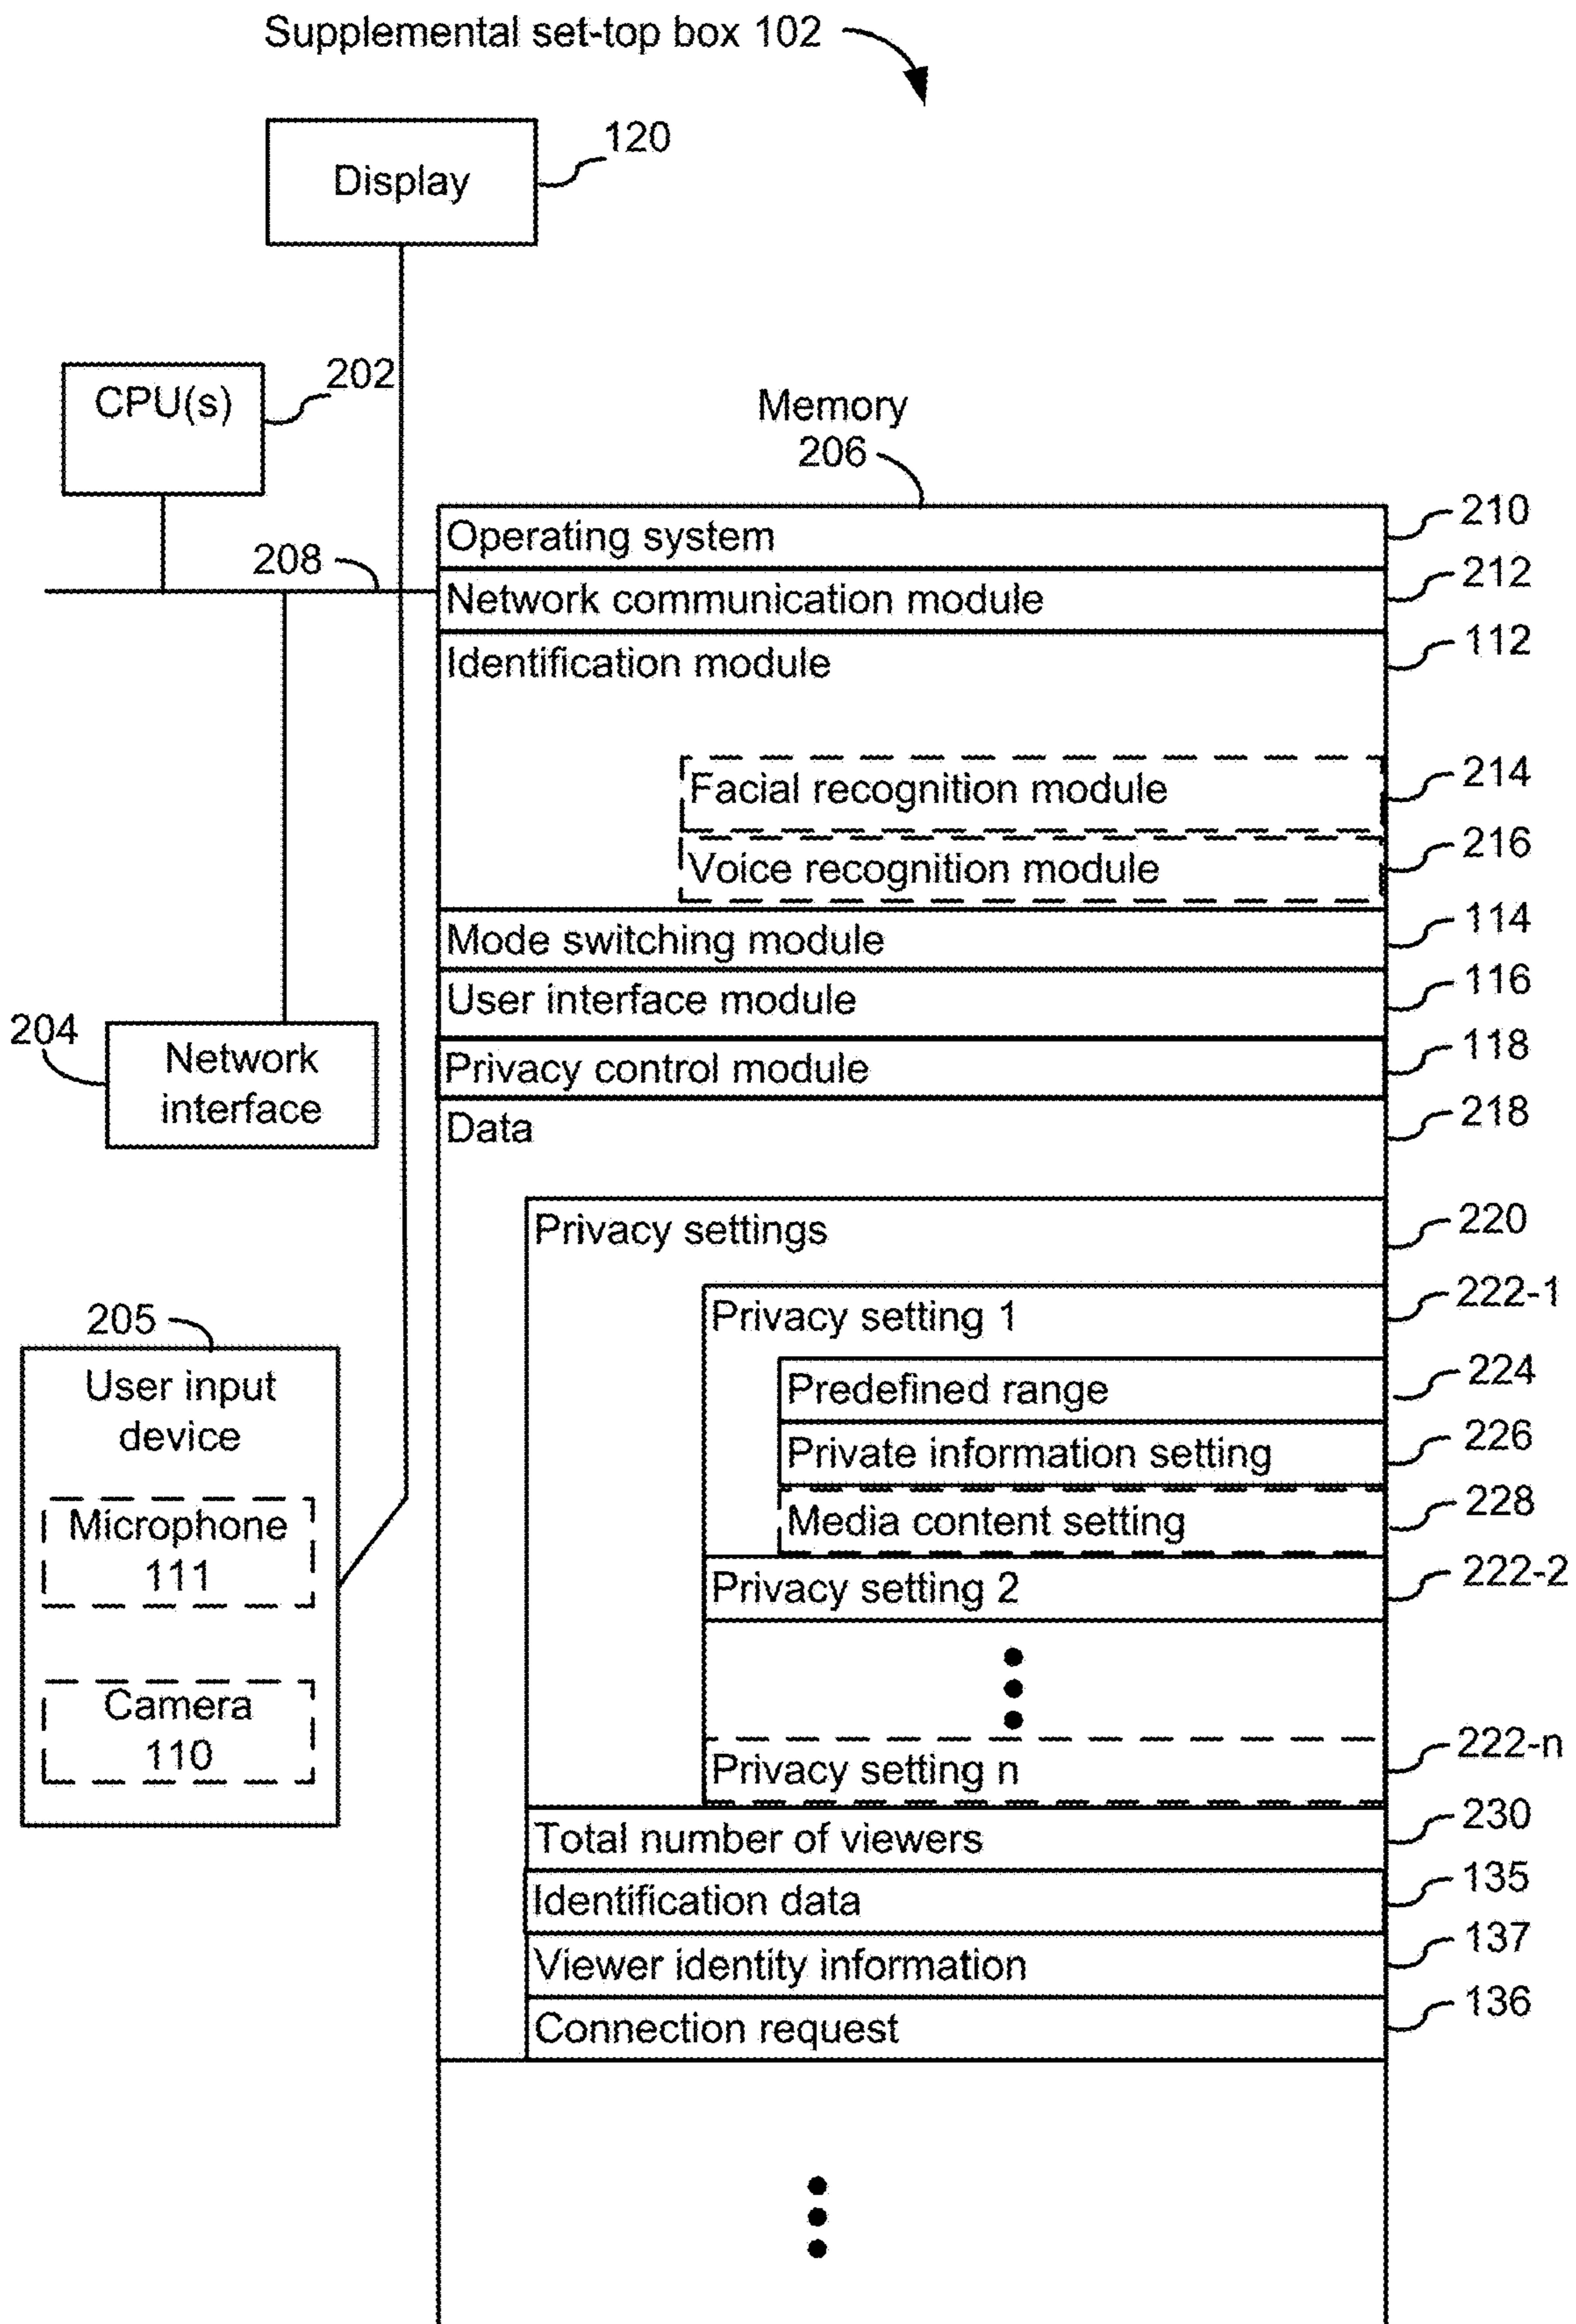 Supplemental set-top box 102
Display
120
CPU(s)
202
Memory
206
208
Operating system
210
Network communication module
212
Identification module
112
Facial recognition module
214
Voice recognition module
216
Mode switching module
114
User interface module
116
204
Network
interface
Privacy control module
118
Data
218
Privacy settings
220
Privacy setting 1
222-1
Predefined range
224
Private information setting
226
Media content setting
228
Privacy setting 2
222-2
Privacy setting n
222-n
205
User input
device
Microphone
111
Camera
110
Total number of viewers
230
Identification data
135
Viewer identity information
137
Connection request
136